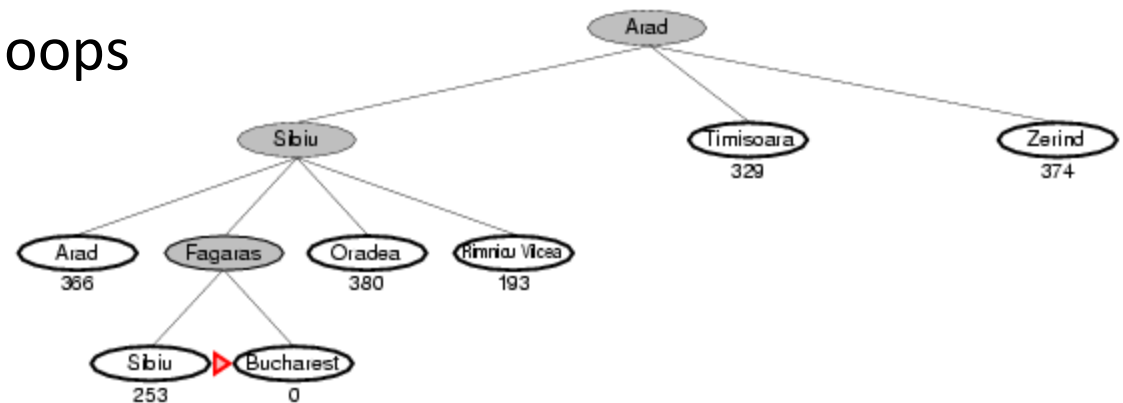 oops
Arad
Sibiu
Timisoara
Zerind
329
374
Arad
Fagaras
Oradea
Rimnicu Vilcea
366
380
193
Sibiu
Bucharest
253
0